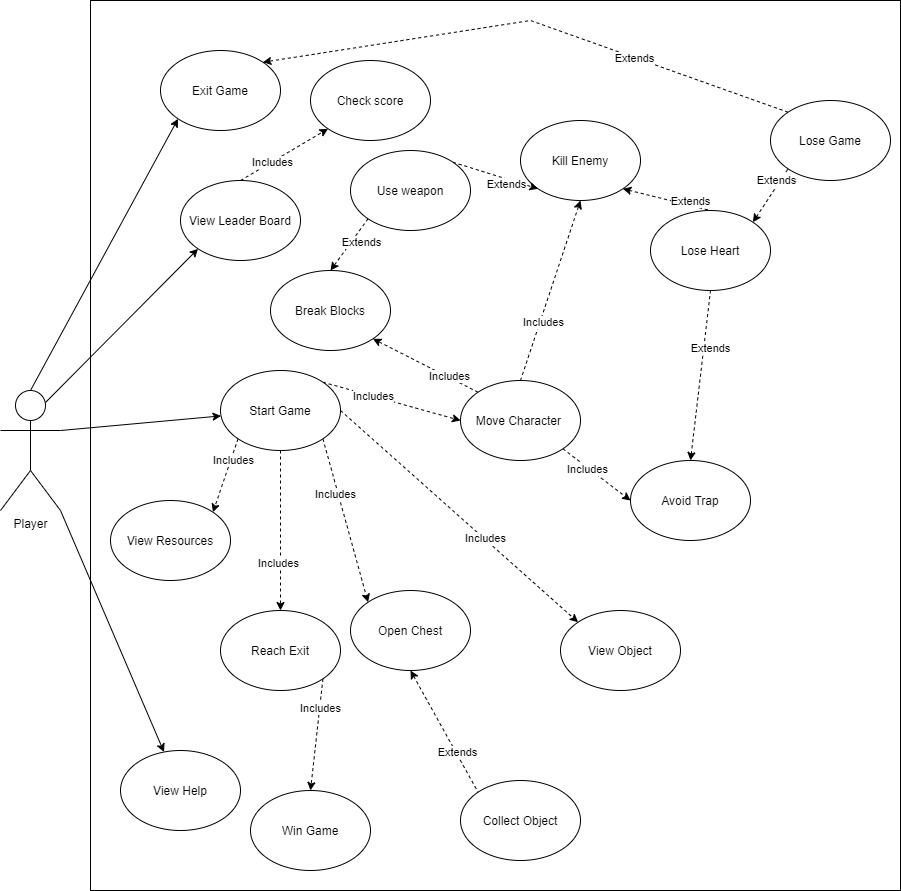 Extends
Exit Game
Check score
Lose Game
Kill Enemy
Includes
Use weapon
Extends
Extends
Extends
View Leader Board
Extends
Lose Heart
Break Blocks
Includes
Extends
Includes
Includes
Start Game
Move Character
Includes
Includes
Includes
Avoid Trap
Player
View Resources
Includes
Includes
Open Chest
Reach Exit
View Object
Includes
Extends
View Help
Win Game
Collect Object